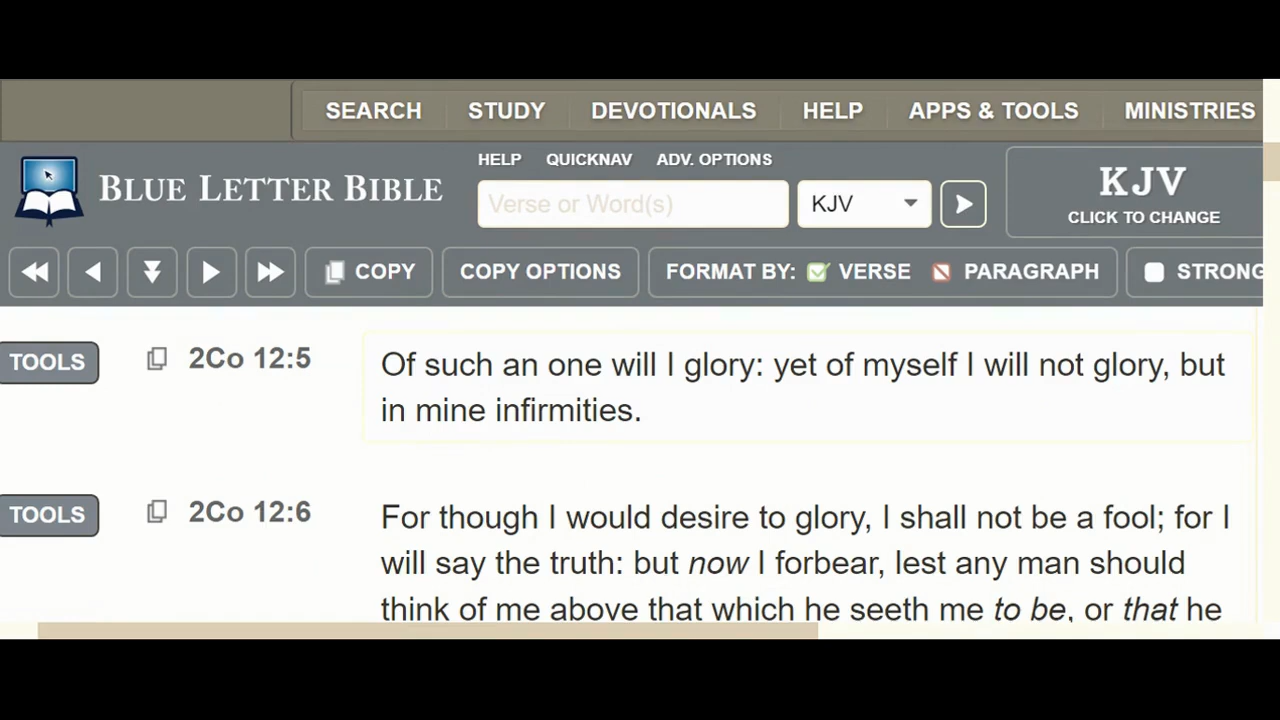 SEARCH STUDY DEVOTIONALS HELP APPS & TOOLS MINISTRIES
HELP QUICKNAV ADV. OPTIONS
BLUE LETTER BIBLE
Verse or Word(s) KJV
KJV
CLICK TO CHANGE
COPY COPY OPTIONS FORMAT BY: VERSE PARAGRAPH STRONG
TOOLS 2Co 12:5 Of such an one will I glory: yet of myself I will not glory, but
in mine infirmities.
TOOLS 2Co 12:6 For though I would desire to glory, I shall not be a fool; for I
will say the truth: but now I forbear, lest any man should
think of me above that which he seeth me to be, or that he